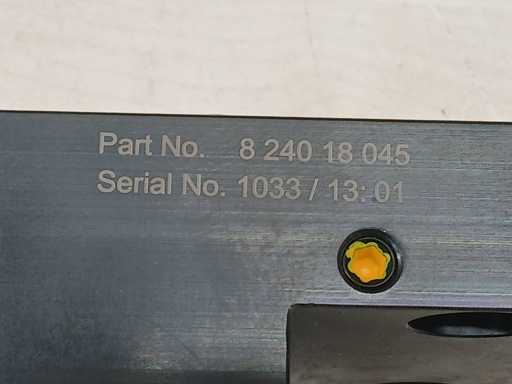 Part No. 8 240 18 045
Serial No. 1033 / 13: 01